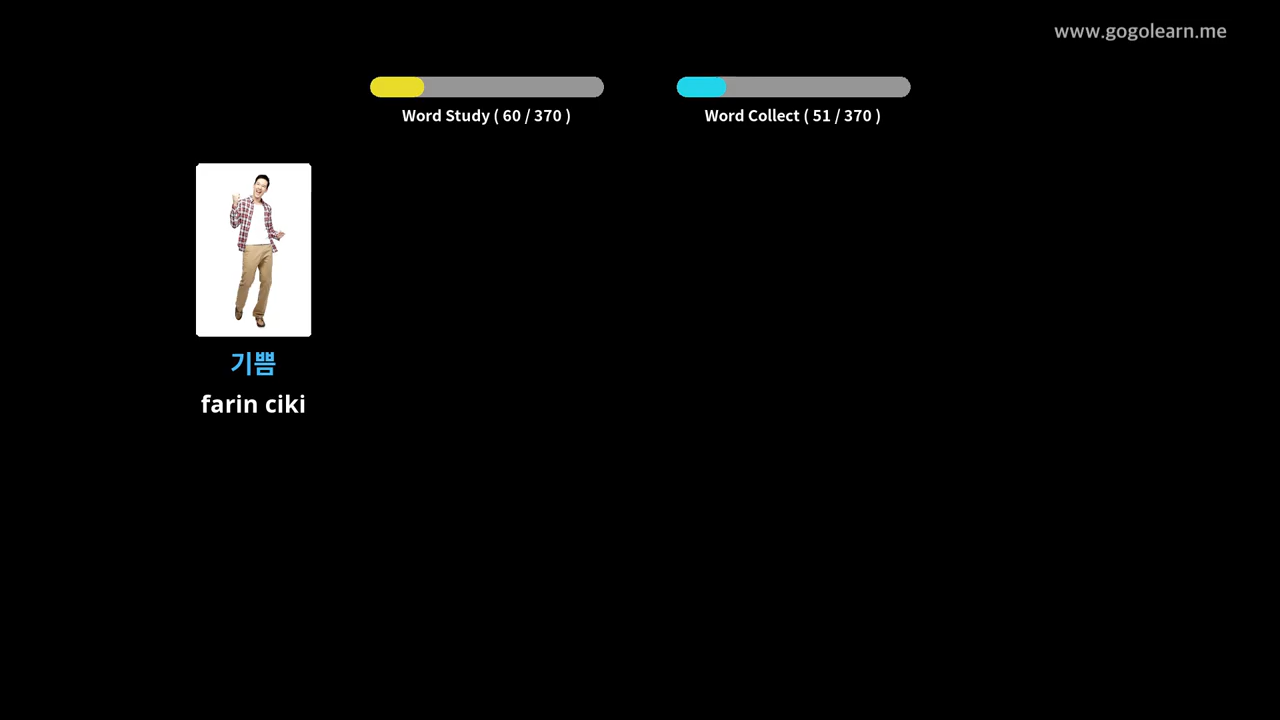 www.gogolearn.me
Word Study ( 60 / 370 )
Word Collect ( 51 / 370 )
기쁨
farin ciki